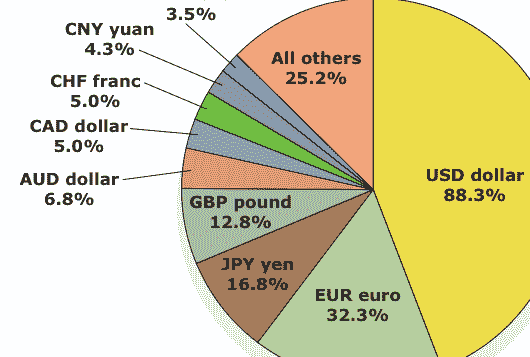 3.5%
CNY yuan
4.3%
CHF franc
5.0%
CAD dollar
5.0%
AUD dollar
6.8%
All others
25.2%
USD dollar
88.3%
GBP pound
12.8%
JPY yen
16.8%
EUR euro
32.3%